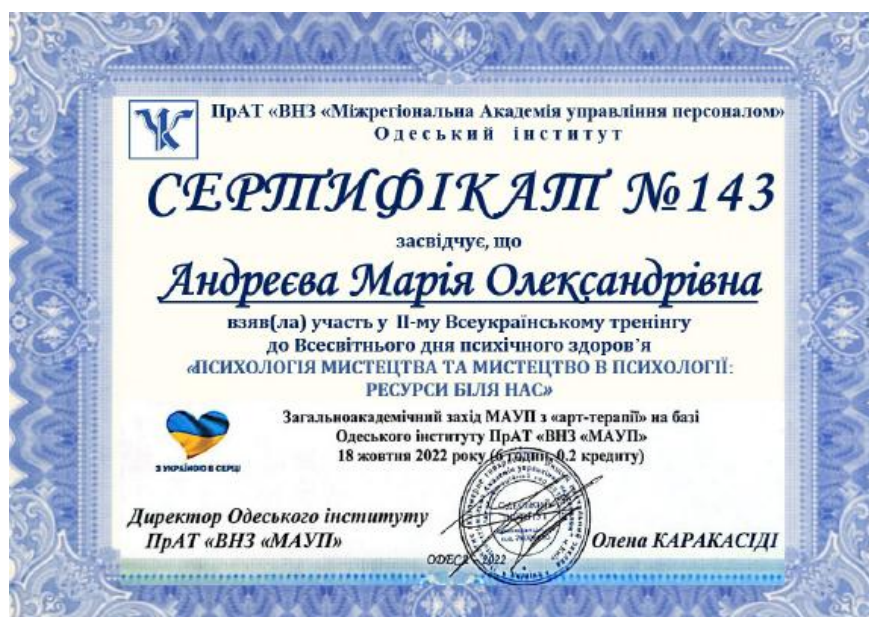 ПрАТ «ВНЗ «Міжрегіональна Академія управління персоналом»
Одеський інститут
СЕРТИФІКАТ №143
засвідчує, що
Андреєва Марія Олександрівна
взяв(ла) участь у II-му Всеукраїнському тренінгу
до Всесвітнього дня психічного здоров’я
«ПСИХОЛОГІЯ МИСТЕЦТВА ТА МИСТЕЦТВО В ПСИХОЛОГІЇ:
РЕСУРСИ БІЛЯ НАС»
Загальноакадемічний захід МАУП з «арт-терапії» на базі
Одеського інституту ПрАТ «ВНЗ «МАУП»
18 жовтня 2022 року (6 годин, 0.2 кредиту)
З УКРАЇНОЮ В СЕРЦІ
Директор Одеського інституту
ПрАТ «ВНЗ «МАУП»
Олена КАРАКАСІДІ
ОДЕСА - 2022